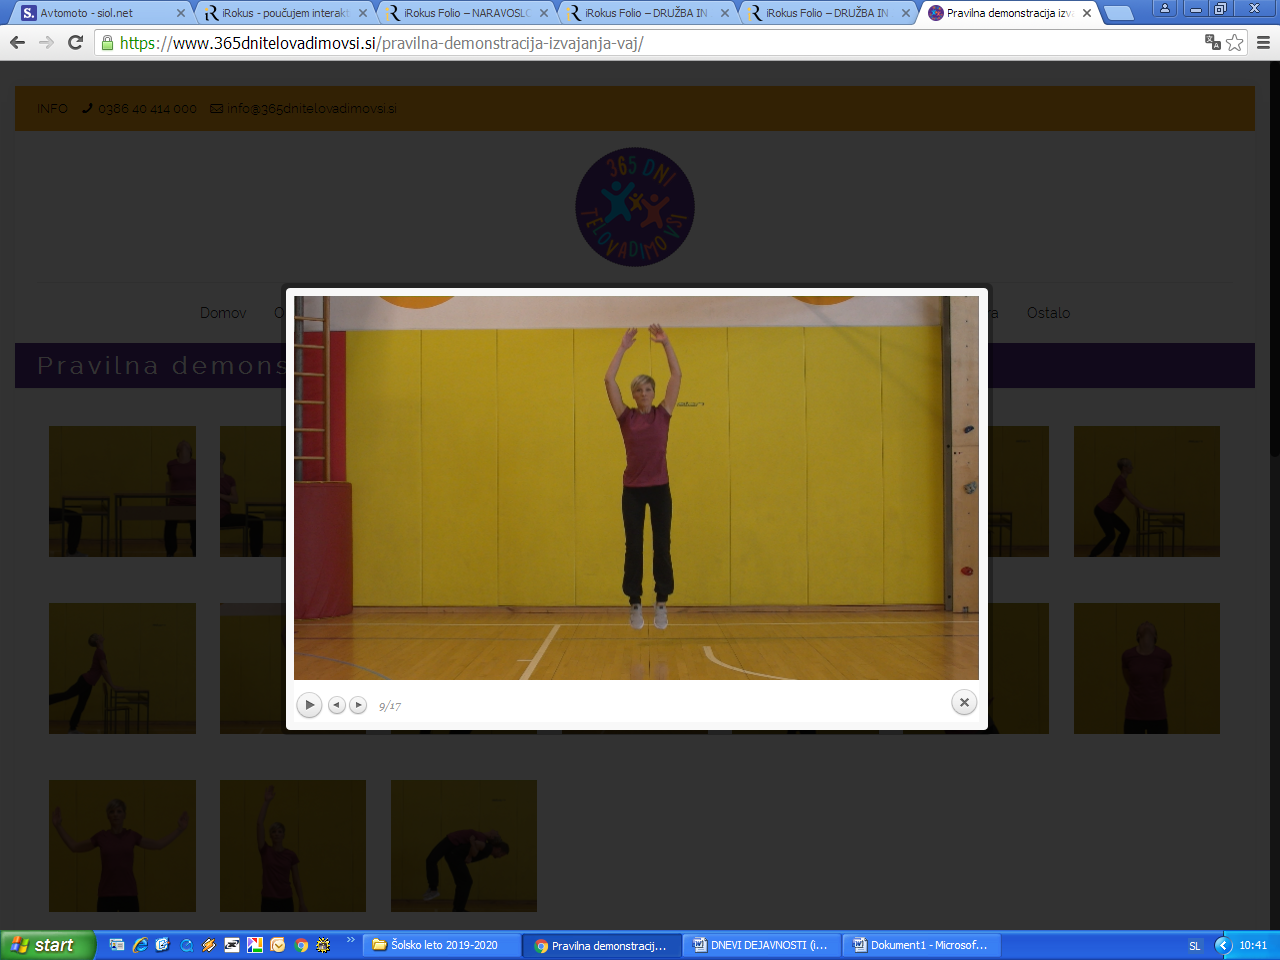 Avtomoto - siol.net
iRokus - poučujem interakt
iRokus Folio – NARAVOSLO
iRokus Folio – DRUŽBA IN
iRokus Folio – DRUŽBA IN
Pravilna demonstracija izva
https://www.365dnitelovadimovsi.si/pravilna-demonstracija-izvajanja-vaj/
INFO 0386 40 414 000 info@365dnitelovadimovsi.si
365 DNI
TELOVADIMO VSI
Domov
Ostalo
Pravilna demons
9/17
start
Šolsko leto 2019-2020
Pravilna demonstracij...
DNEVI DEJAVNOSTI (i...
Dokument1 - Microsof...
SL
10:41